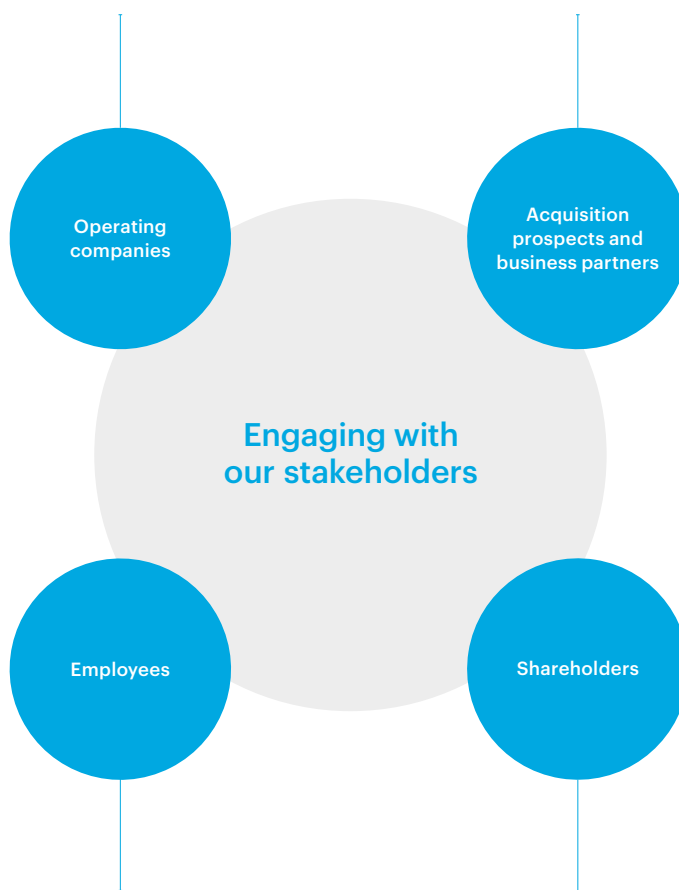 Operating
companies
Acquisition
prospects and
business partners
Engaging with
our stakeholders
Employees
Shareholders